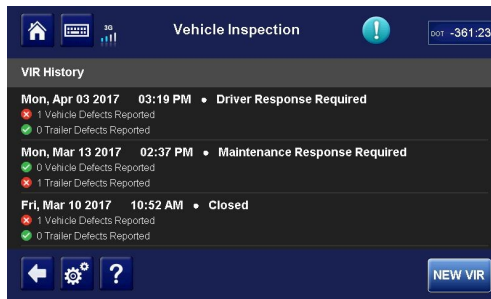 3G
Vehicle Inspection
!
DOT -361:23
VIR History
Mon, Apr 03 2017 03:19 PM • Driver Response Required
1 Vehicle Defects Reported
0 Trailer Defects Reported
Mon, Mar 13 2017 02:37 PM • Maintenance Response Required
0 Vehicle Defects Reported
1 Trailer Defects Reported
Fri, Mar 10 2017 10:52 AM • Closed
1 Vehicle Defects Reported
0 Trailer Defects Reported
?
NEW VIR